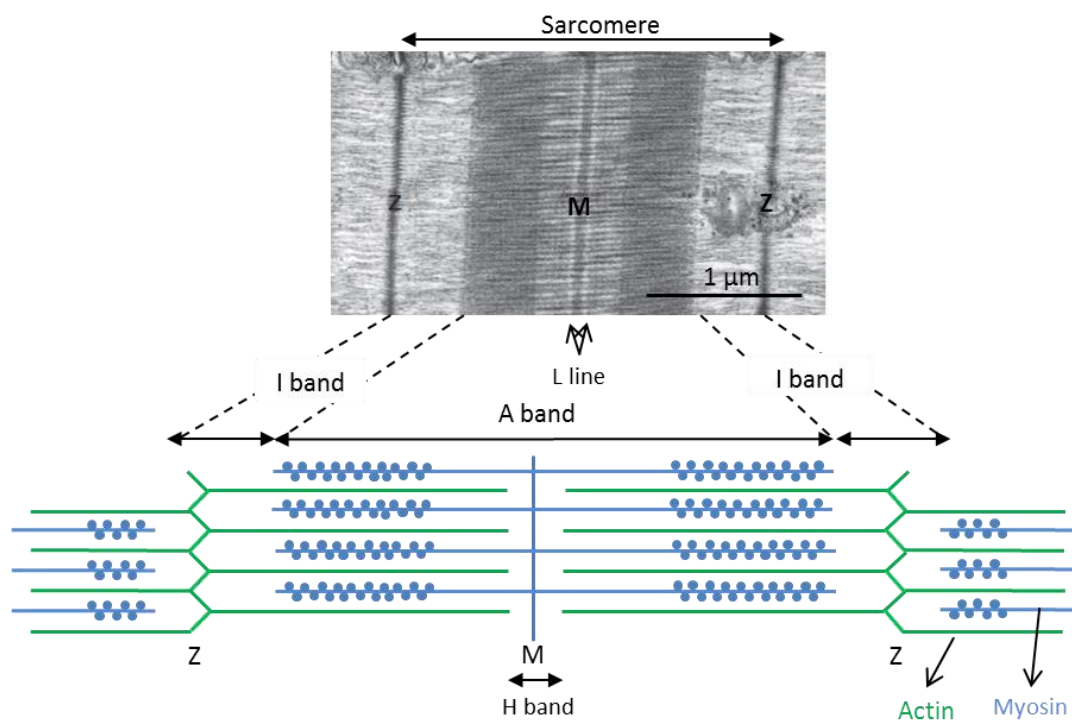 Sarcomere
Z
M
Z
1 µm
I band
L line
I band
A band
Z
M
Z
H band
Actin
Myosin